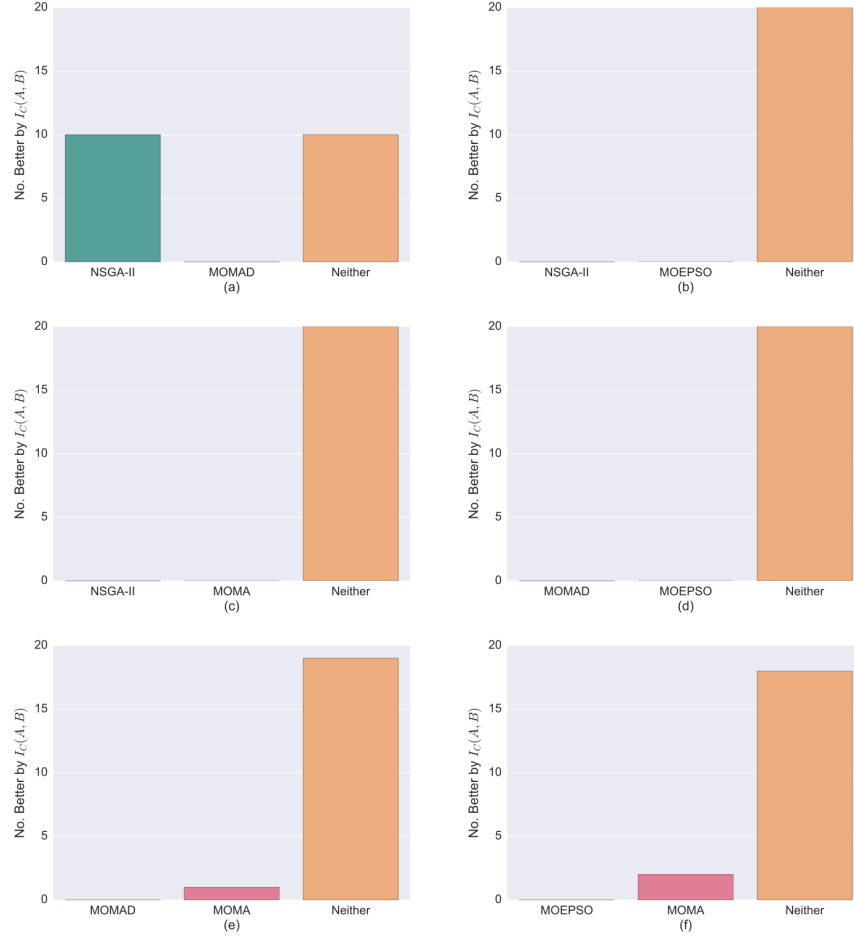 20
15
10
5
0
No. Better by I_C(A, B)
NSGA-II MOMAD Neither
(a)
20
15
10
5
0
No. Better by I_C(A, B)
NSGA-II MOEPSO Neither
(b)
20
15
10
5
0
No. Better by I_C(A, B)
NSGA-II MOMA Neither
(c)
20
15
10
5
0
No. Better by I_C(A, B)
MOMAD MOEPSO Neither
(d)
20
15
10
5
0
No. Better by I_C(A, B)
MOMAD MOMA Neither
(e)
20
15
10
5
0
No. Better by I_C(A, B)
MOEPSO MOMA Neither
(f)